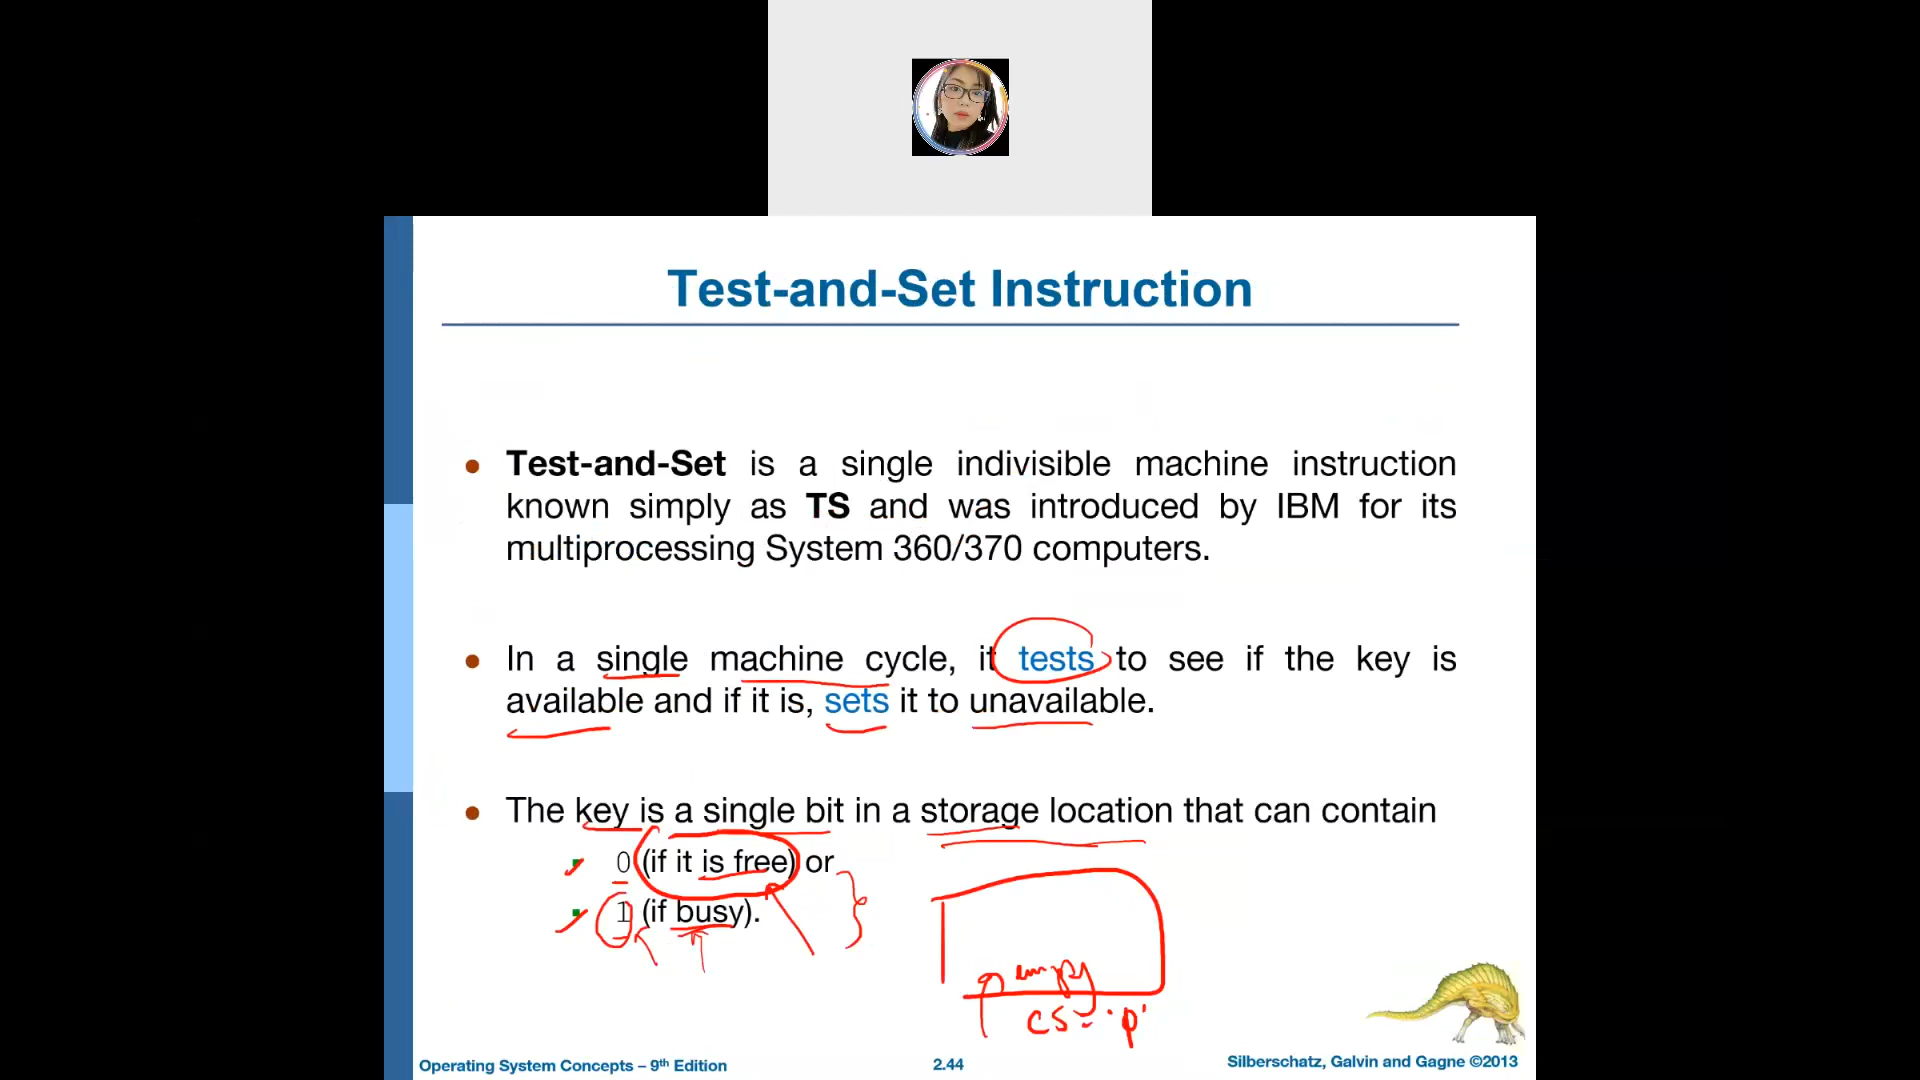 Test-and-Set Instruction
• Test-and-Set is a single indivisible machine instruction
known simply as TS and was introduced by IBM for its
multiprocessing System 360/370 computers.
• In a single machine cycle, it tests to see if the key is
available and if it is, sets it to unavailable.
• The key is a single bit in a storage location that can contain
0 (if it is free) or
1 (if busy).
empty
CS
Operating System Concepts – 9th Edition
2.44
Silberschatz, Galvin and Gagne ©2013